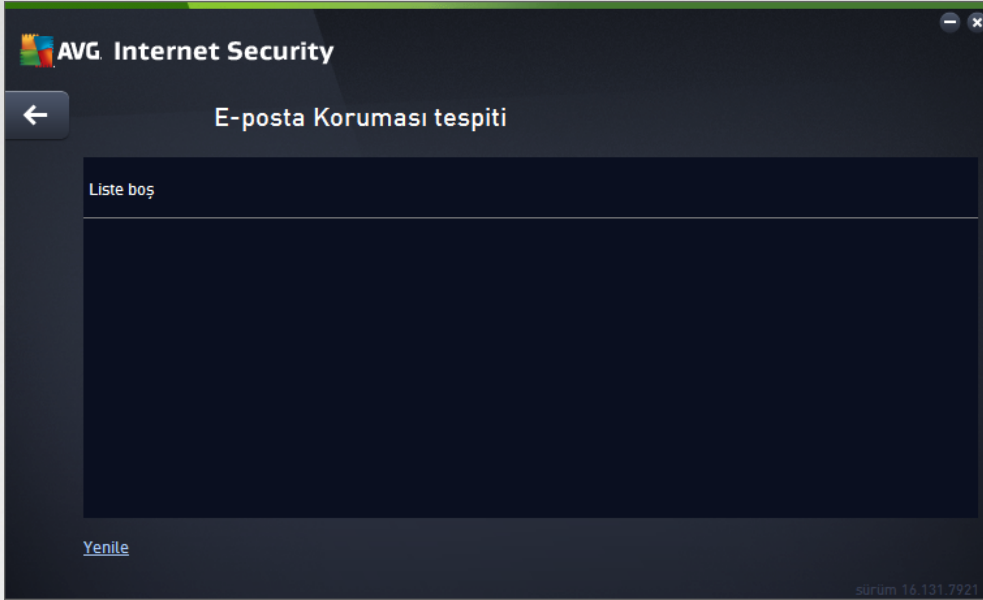 AVG. Internet Security
E-posta Koruması tespiti
Liste boş
Yenile
sürüm 16.131.7921